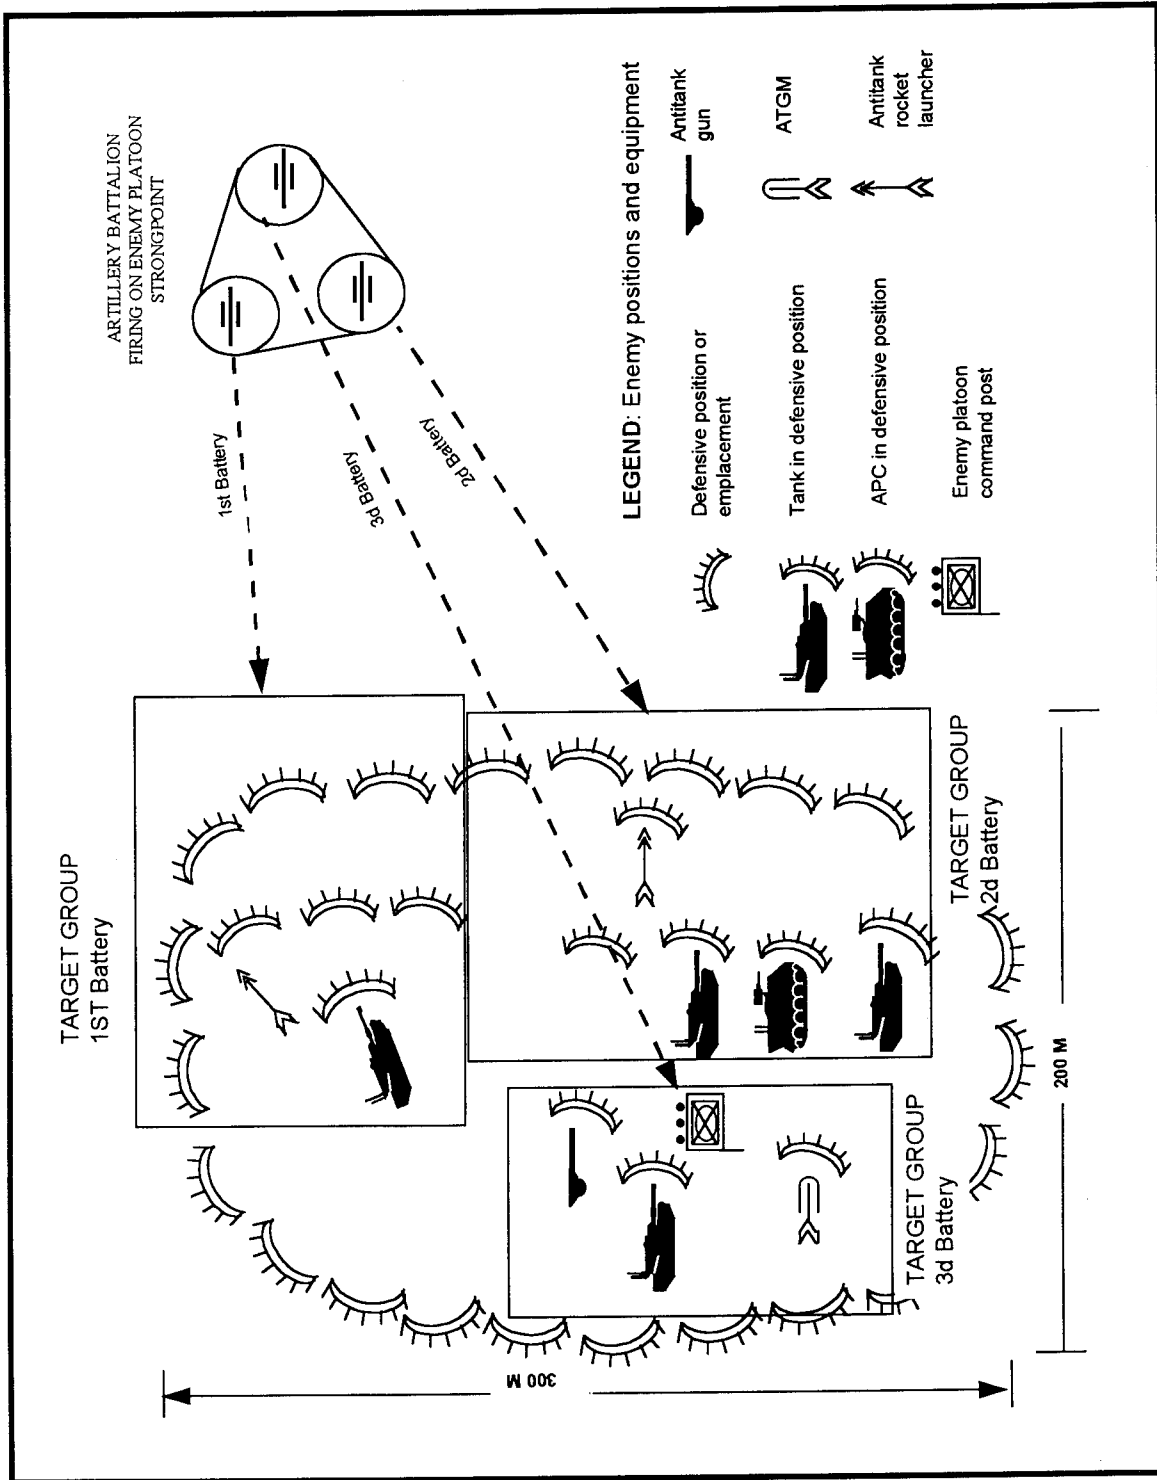 ARTILLERY BATTALION
FIRING ON ENEMY PLATOON
STRONGPOINT
1st Battery
3d Battery
2d Battery
TARGET GROUP
1ST Battery
TARGET GROUP
2d Battery
TARGET GROUP
3d Battery
300 M
200 M
LEGEND: Enemy positions and equipment
Defensive position or
emplacement
Tank in defensive position
APC in defensive position
Enemy platoon
command post
Antitank
gun
ATGM
Antitank
rocket
launcher